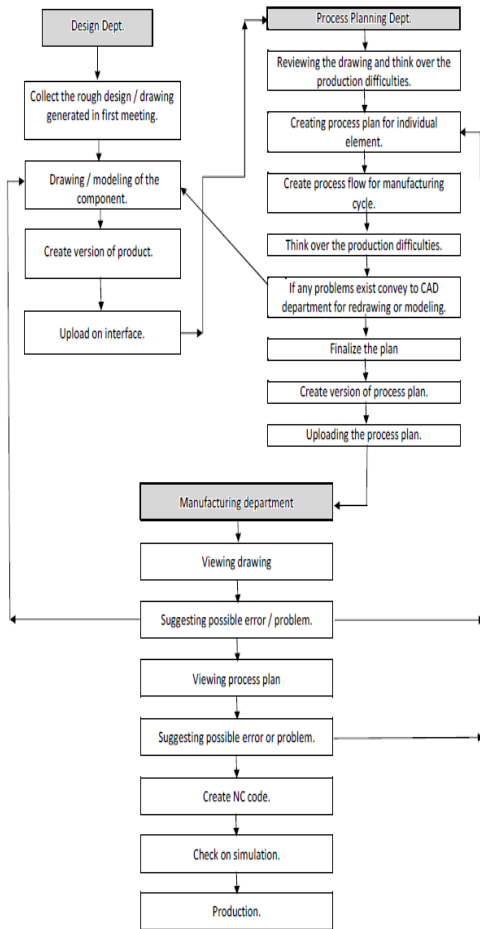 Design Dept.
Collect the rough design / drawing
generated in first meeting.
Drawing / modeling of the
component.
Create version of product.
Upload on interface.
Process Planning Dept.
Reviewing the drawing and think over the
production difficulties.
Creating process plan for individual
element.
Create process flow for manufacturing
cycle.
Think over the production difficulties.
If any problems exist convey to CAD
department for redrawing or modeling.
Finalize the plan
Create version of process plan.
Uploading the process plan.
Manufacturing department
Viewing drawing
Suggesting possible error / problem.
Viewing process plan
Suggesting possible error or problem.
Create NC code.
Check on simulation.
Production.